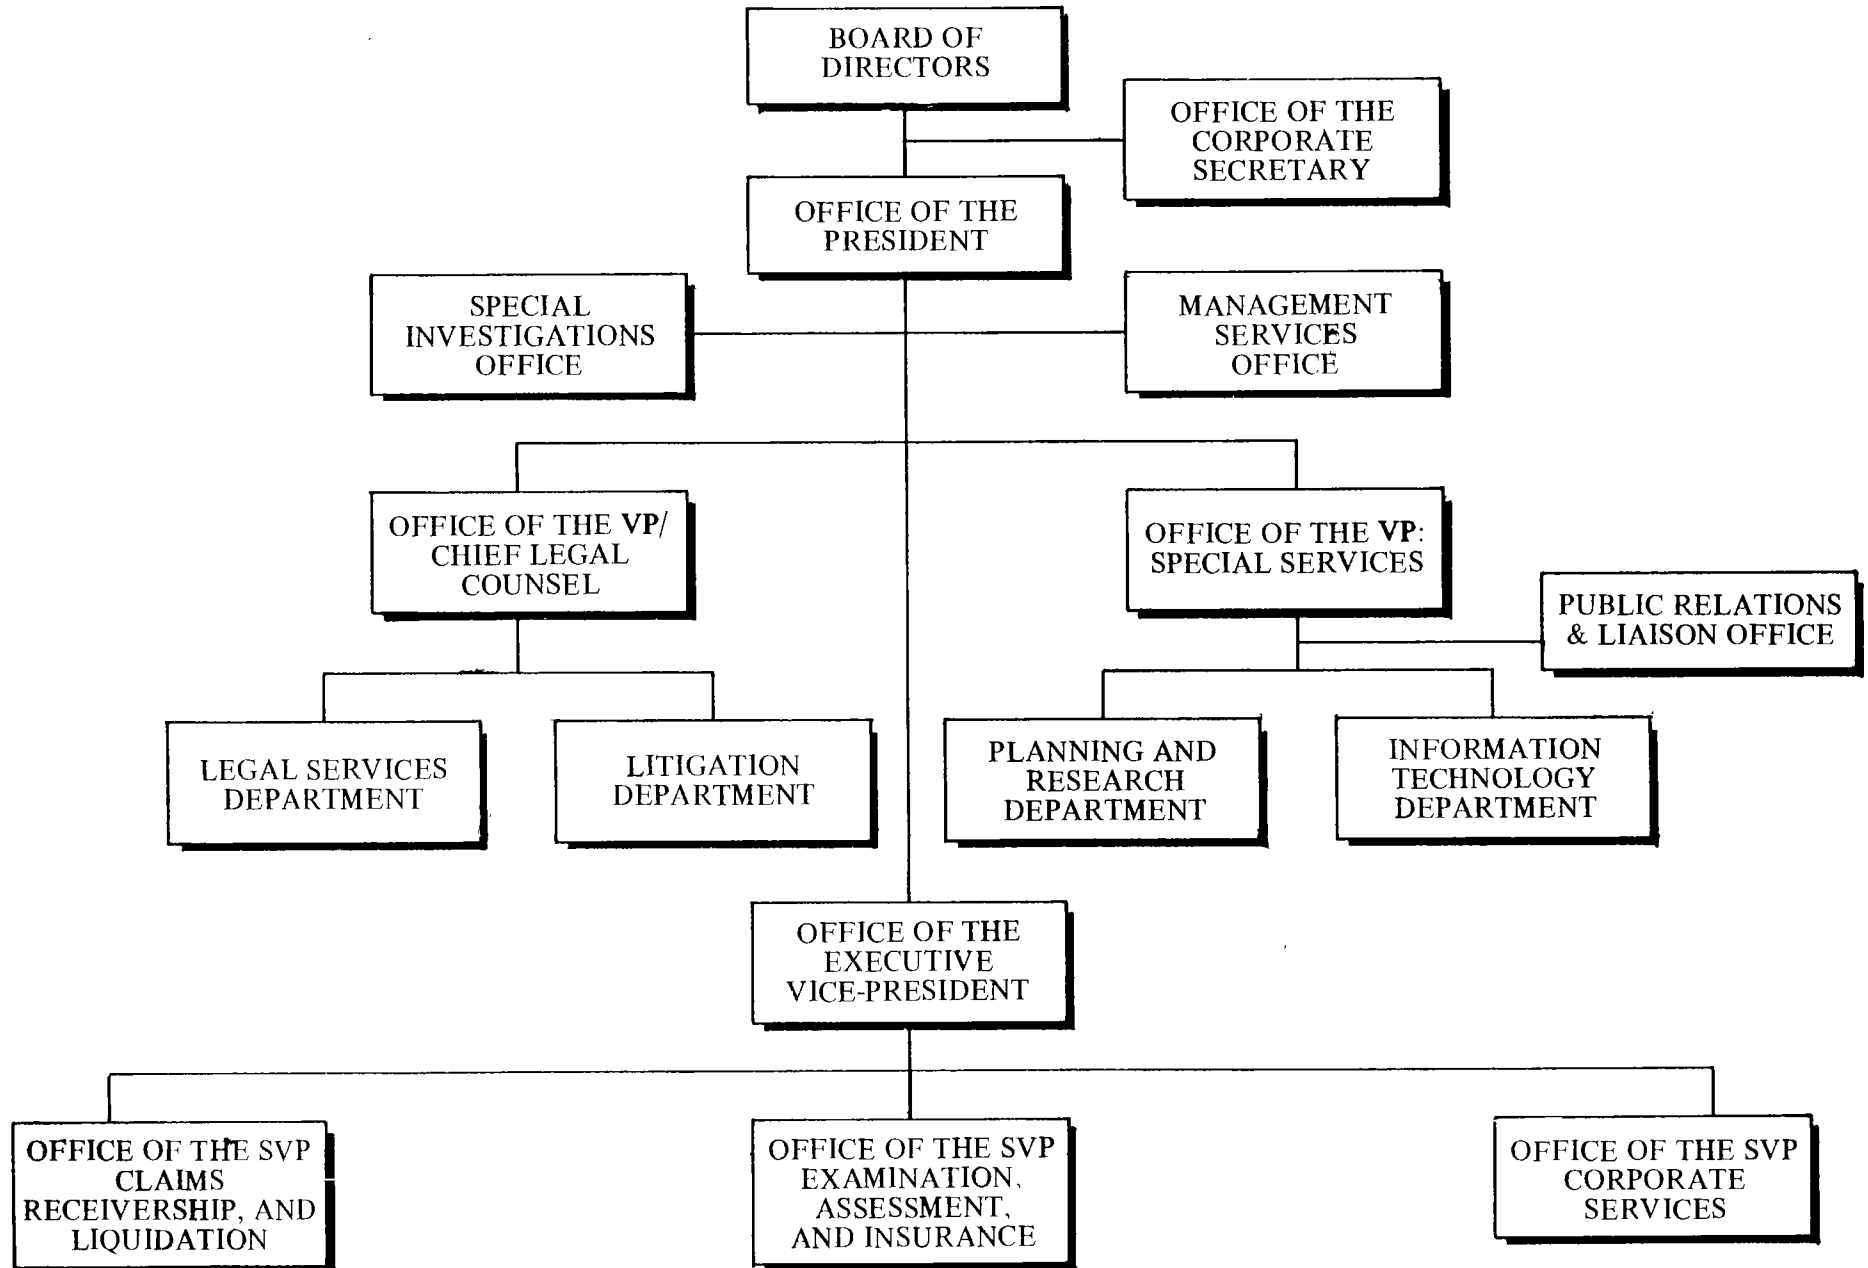 BOARD OF
DIRECTORS
OFFICE OF THE
CORPORATE
SECRETARY
OFFICE OF THE
PRESIDENT
SPECIAL
INVESTIGATIONS
OFFICE
MANAGEMENT
SERVICES
OFFICE
OFFICE OF THE VP/
CHIEF LEGAL
COUNSEL
OFFICE OF THE VP:
SPECIAL SERVICES
PUBLIC RELATIONS
& LIAISON OFFICE
LEGAL SERVICES
DEPARTMENT
LITIGATION
DEPARTMENT
PLANNING AND
RESEARCH
DEPARTMENT
INFORMATION
TECHNOLOGY
DEPARTMENT
OFFICE OF THE
EXECUTIVE
VICE-PRESIDENT
OFFICE OF THE SVP
CLAIMS
RECEIVERSHIP, AND
LIQUIDATION
OFFICE OF THE SVP
EXAMINATION,
ASSESSMENT,
AND INSURANCE
OFFICE OF THE SVP
CORPORATE
SERVICES